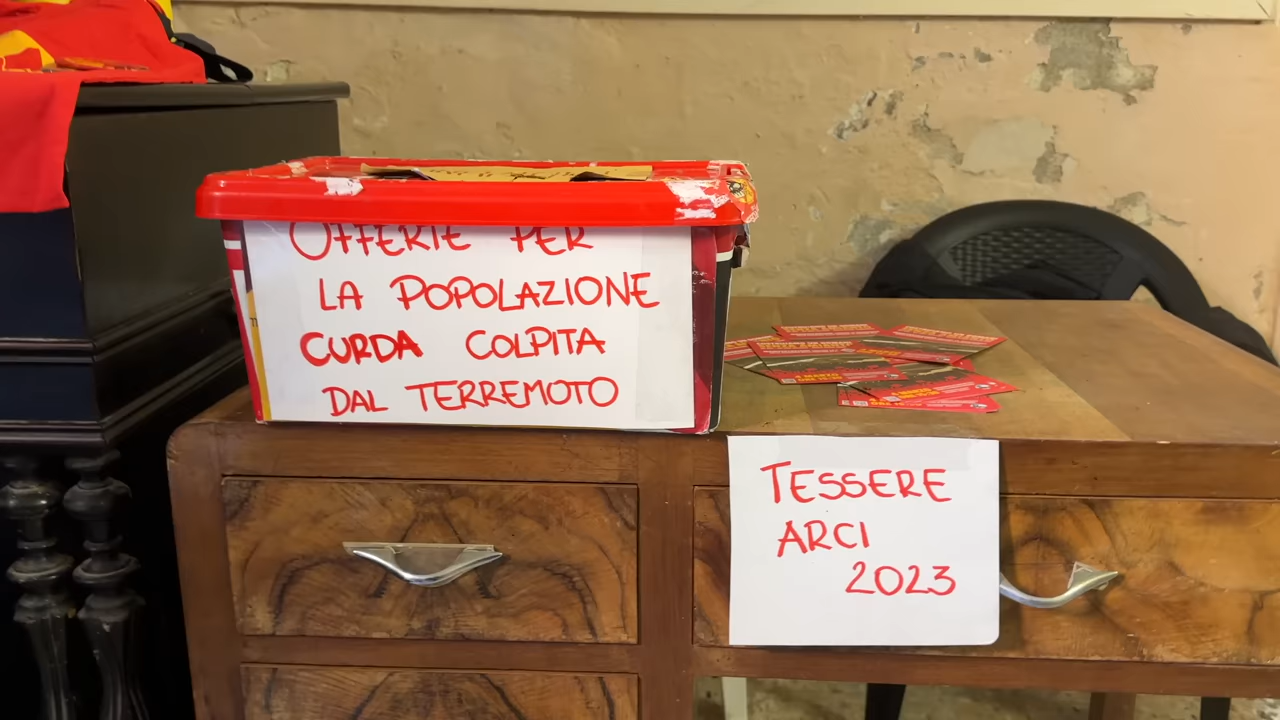 OFFERTE PER
LA POPOLAZIONE
CURDA COLPITA
DAL TERREMOTO
TESSERE
ARCI
2023